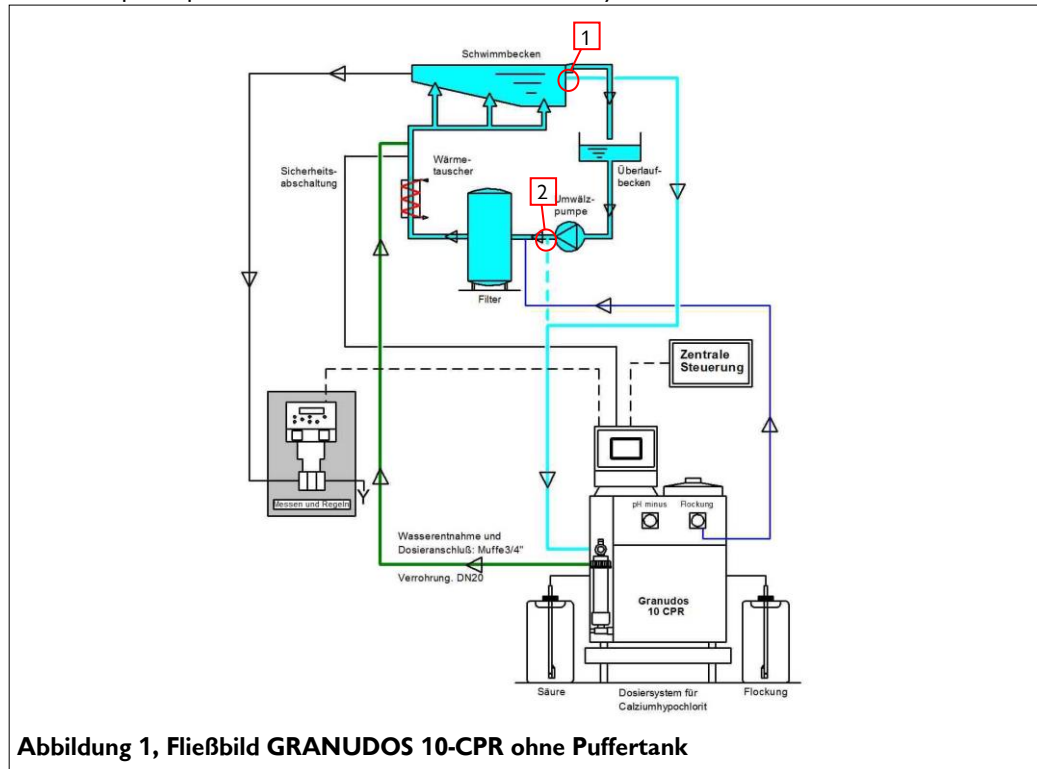 1
Schwimmbecken
Sicherheits-
abschaltung
Wärme-
tauscher
Überlauf-
becken
2
Umwälz-
pumpe
Filter
Zentrale
Steuerung
Messen und Regeln
pH minus
Flockung
Wasserentnahme und
Dosieranschluß: Muffe3/4"
Verrohrung. DN20
Granudos
10 CPR
Säure
Dosiersystem für
Calziumhypochlorit
Flockung
Abbildung 1, Fließbild GRANUDOS 10-CPR ohne Puffertank